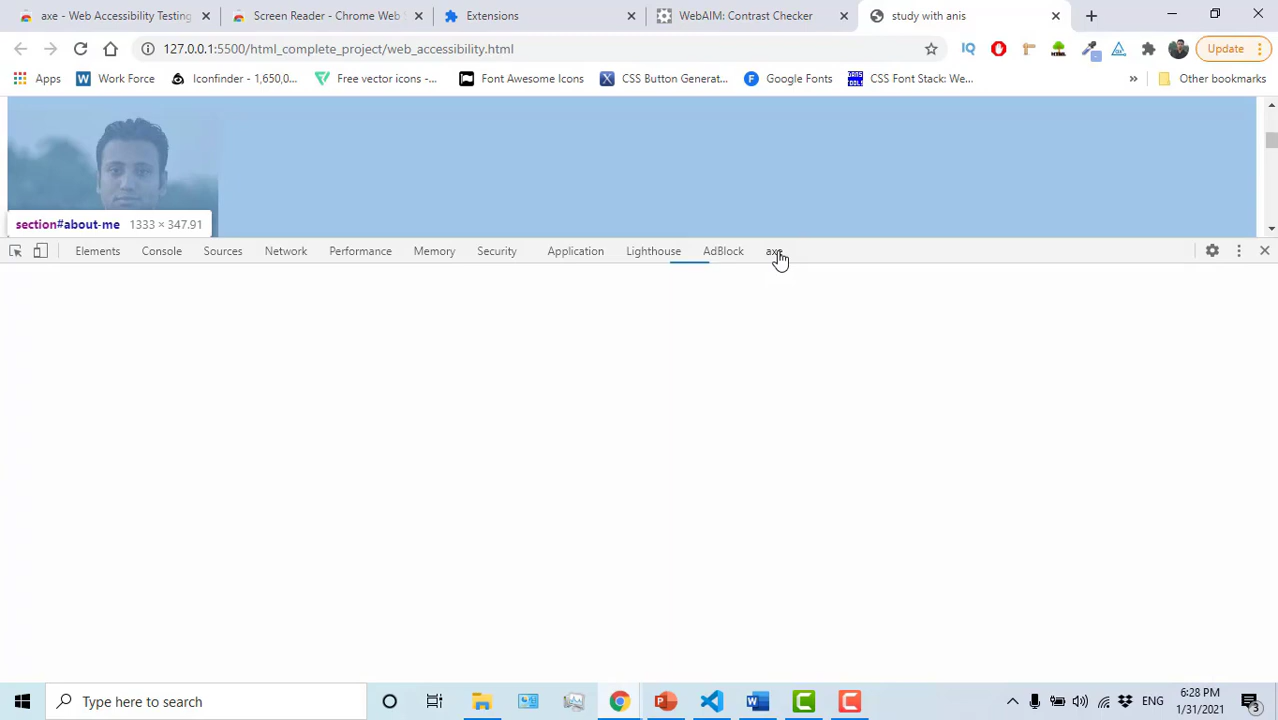 axe - Web Accessibility Testing
Screen Reader - Chrome Web
Extensions
WebAIM: Contrast Checker
study with anis
127.0.0.1:5500/html_complete_project/web_accessibility.html
Update
Apps
Work Force
Iconfinder - 1,650,0...
Free vector icons -...
Font Awesome Icons
CSS Button Generat...
Google Fonts
CSS Font Stack: We...
»
Other bookmarks
section#about-me 1333 × 347.91
Elements
Console
Sources
Network
Performance
Memory
Security
Application
Lighthouse
AdBlock
axe
Type here to search
ENG
6:28 PM
1/31/2021
3